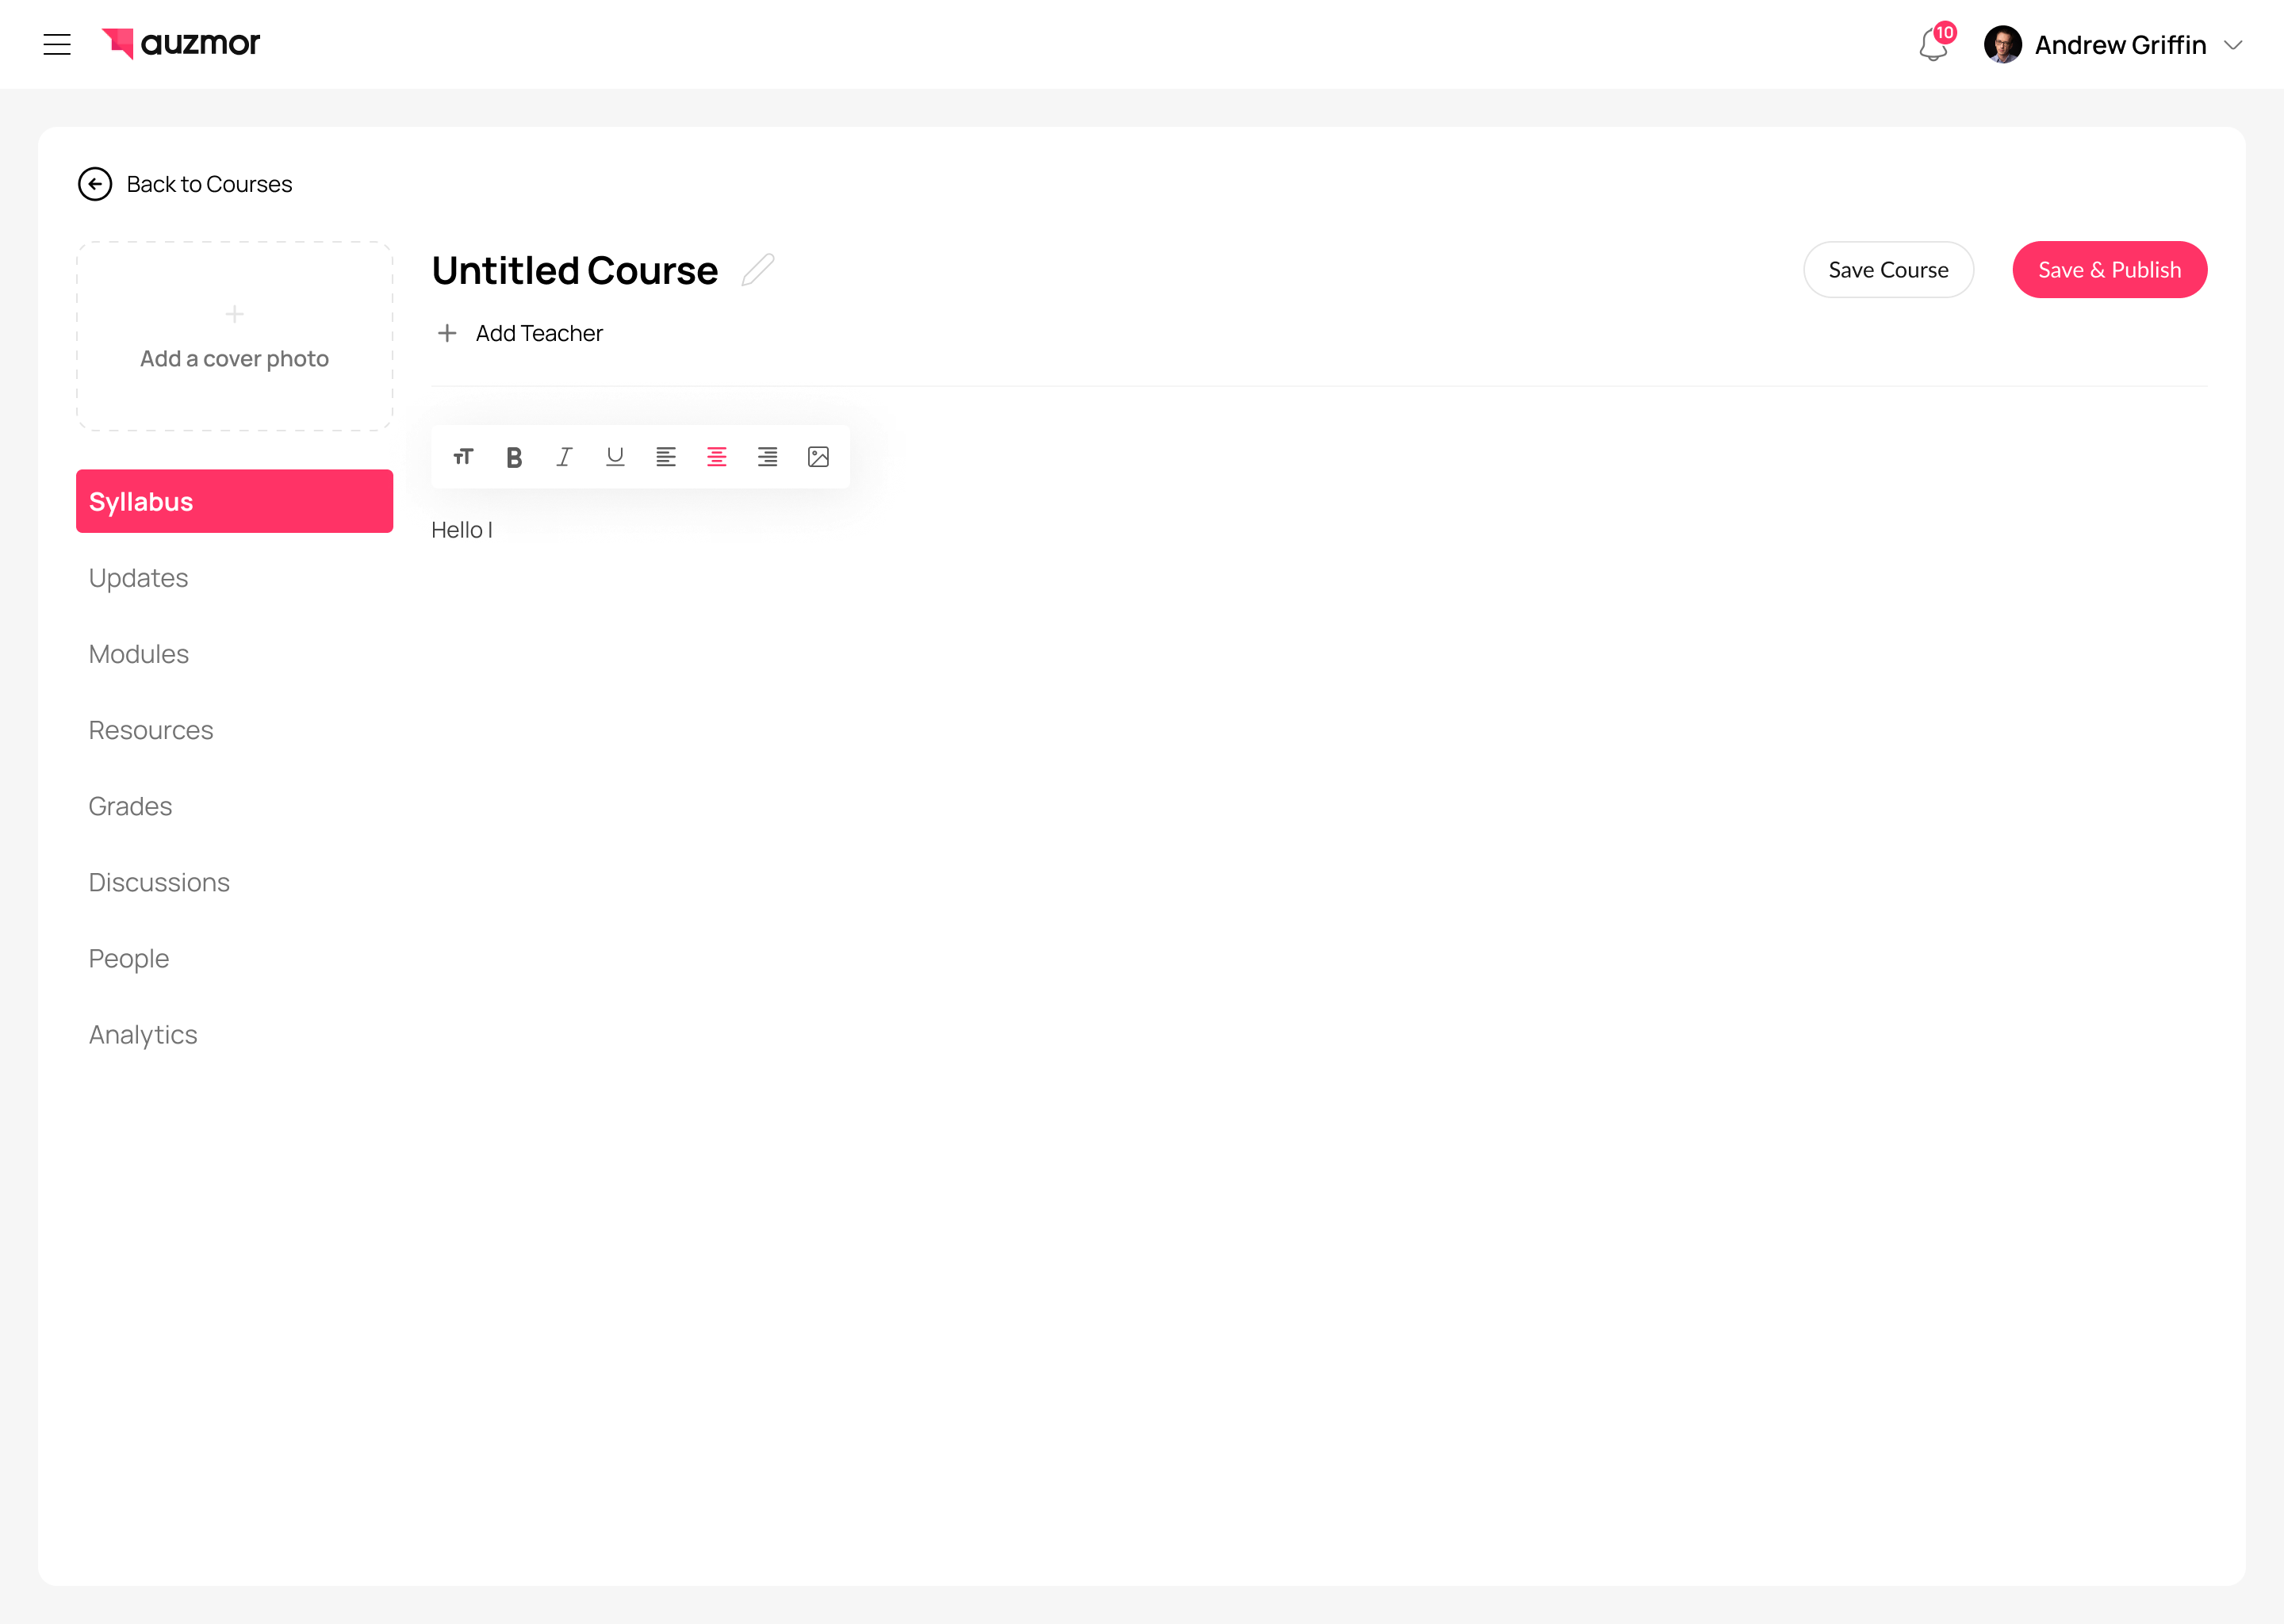 auzmor
10
Andrew Griffin
Back to Courses
Add a cover photo
Untitled Course
Save Course
Save & Publish
Add Teacher
Syllabus
Updates
Modules
Resources
Grades
Discussions
People
Analytics
Hello I